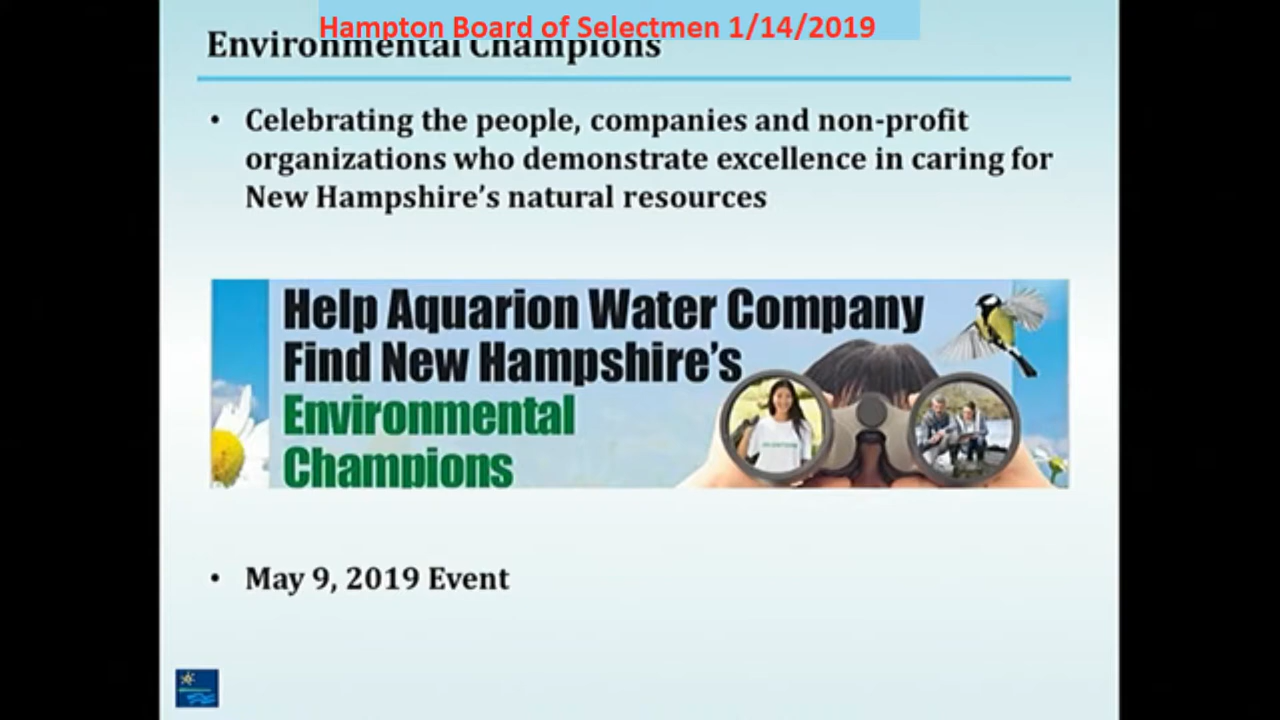 Hampton Board of Selectmen 1/14/2019
Environmental Champions
• Celebrating the people, companies and non-profit
organizations who demonstrate excellence in caring for
New Hampshire's natural resources
Help Aquarion Water Company
Find New Hampshire's
Environmental
Champions
• May 9, 2019 Event